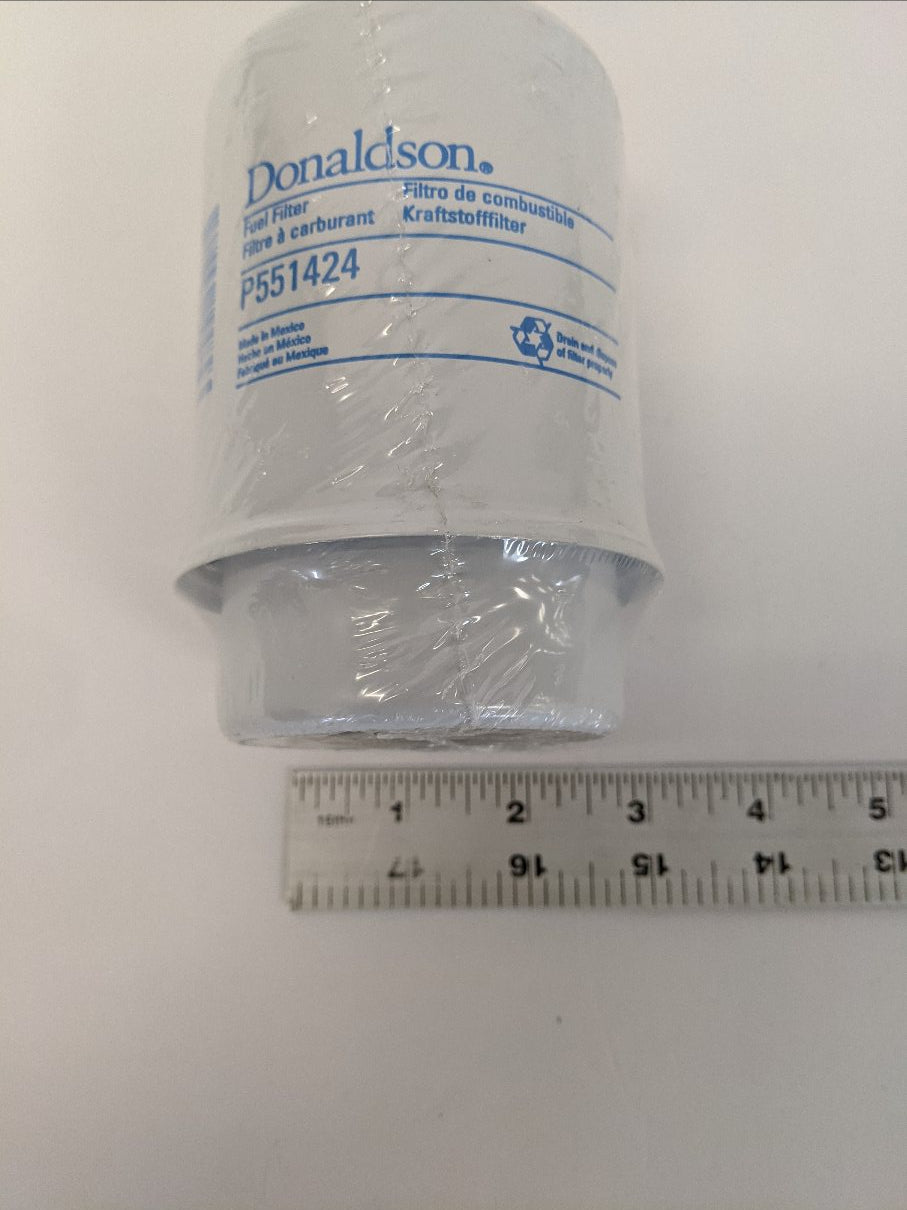 Donaldson®
Fuel Filter
Filtre à carburant
Filtro de combustible
Kraftstofffilter
P551424
Made in Mexico
Hecho en México
Fabriqué au Mexique
Drain and dispose
of filter properly
1 2 3 4 5
17 16 15 14 13